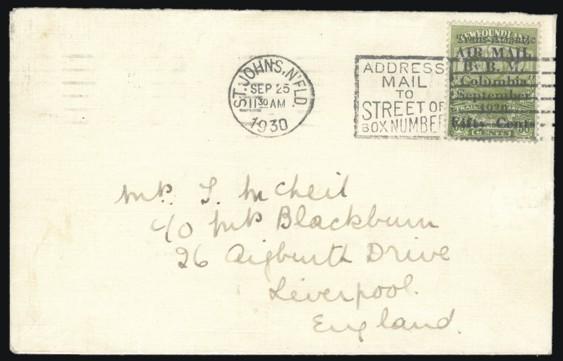 NEWFOUNDLAND
Trans-Atlantic
AIR MAIL
By B. M.
"Columbia"
September
1930
Fifty Cents
ST. JOHN'S, N'FLD.
SEP 25
11 30 AM
1930
ADDRESS
MAIL
TO
STREET OR
BOX NUMBER
Mr. T. McNeil
c/o Mr Blackburn
26 Aigburth Drive
Liverpool.
England.